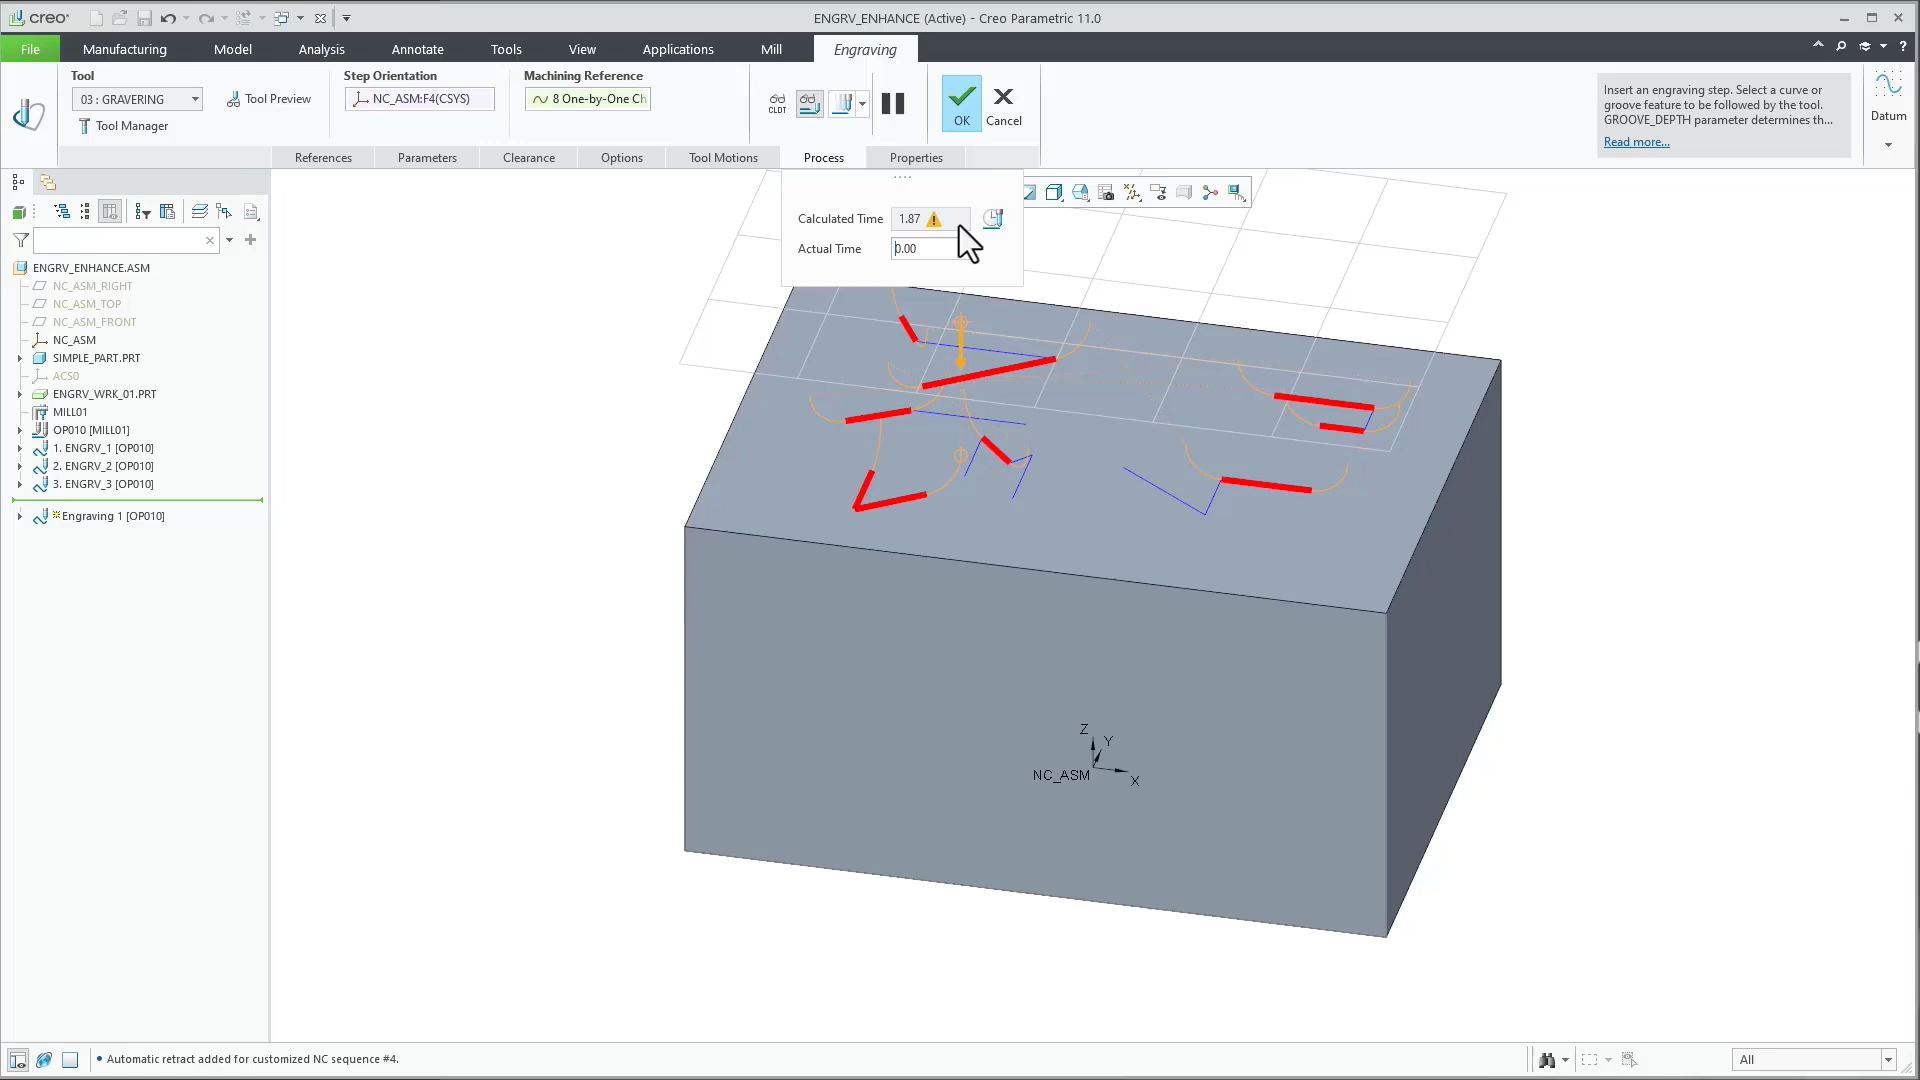 creo
ENGRV_ENHANCE (Active) - Creo Parametric 11.0
File
Manufacturing
Model
Analysis
Annotate
Tools
View
Applications
Mill
Engraving
Tool
03 : GRAVERING
Tool Preview
Tool Manager
Step Orientation
NC_ASM:F4(CSYS)
Machining Reference
8 One-by-One Ch
CLDT
OK
Cancel
Insert an engraving step. Select a curve or
groove feature to be followed by the tool.
GROOVE_DEPTH parameter determines th...
Read more...
Datum
References
Parameters
Clearance
Options
Tool Motions
Process
Properties
Calculated Time
1.87
Actual Time
0.00
ENGRV_ENHANCE.ASM
NC_ASM_RIGHT
NC_ASM_TOP
NC_ASM_FRONT
NC_ASM
SIMPLE_PART.PRT
ACS0
ENGRV_WRK_01.PRT
MILL01
OP010 [MILL01]
1. ENGRV_1 [OP010]
2. ENGRV_2 [OP010]
3. ENGRV_3 [OP010]
Engraving 1 [OP010]
Z
Y
NC_ASM
X
Automatic retract added for customized NC sequence #4.
All